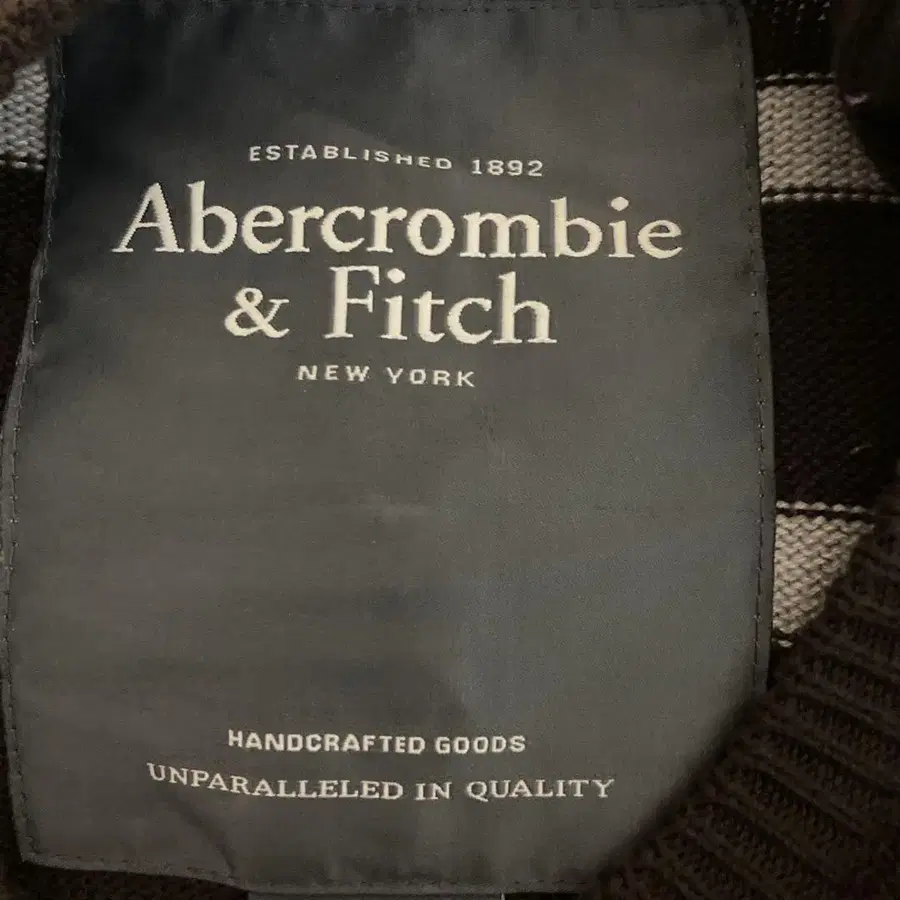 ESTABLISHED 1892
Abercrombie
& Fitch
NEW YORK
HANDCRAFTED GOODS
UNPARALLELED IN QUALITY